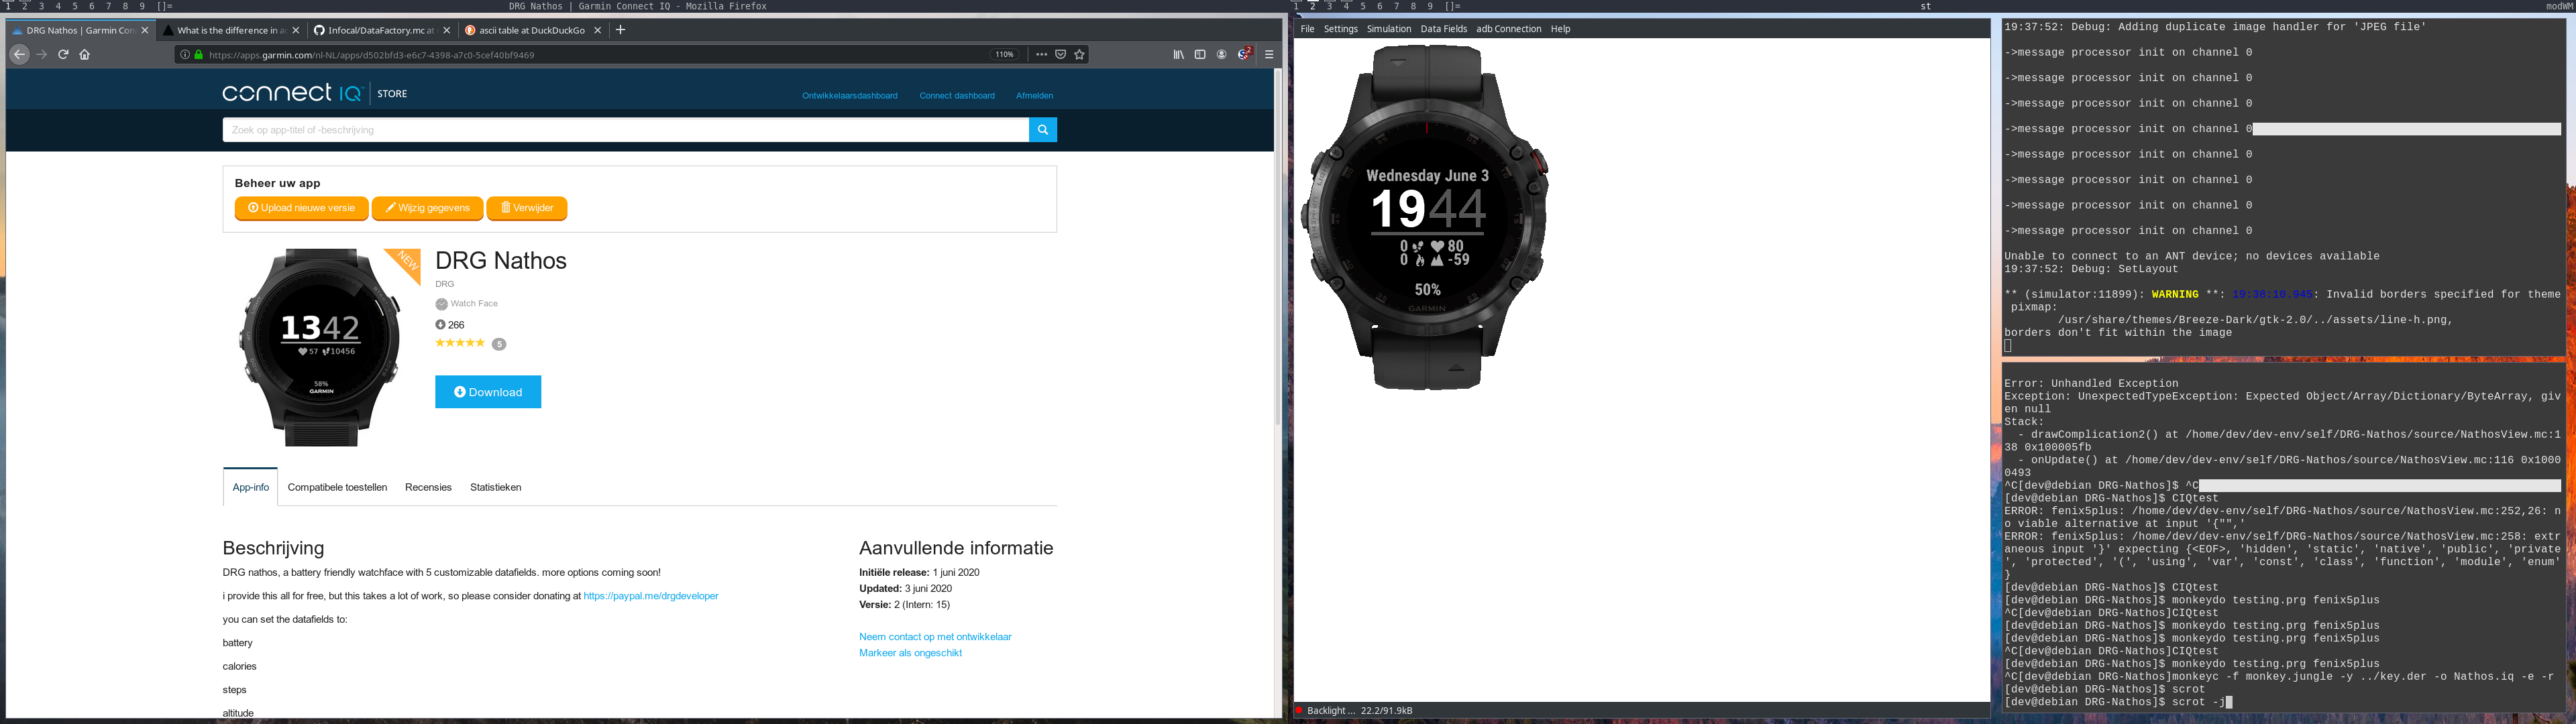 1 2 3 4 5 6 7 8 9 []= DRG Nathos | Garmin Connect IQ - Mozilla Firefox
DRG Nathos | Garmin Con
What is the difference in ac
Infocal/DataFactory.mc at
ascii table at DuckDuckGo
https://apps.garmin.com/nl-NL/apps/d502bfd3-e6c7-4398-a7c0-5cef40bf9469 110% 2
connect IQ STORE
Ontwikkelaarsdashboard Connect dashboard Afmelden
Zoek op app-titel of -beschrijving
Beheer uw app
Upload nieuwe versie Wijzig gegevens Verwijder
NEW
1342
57 10456
58%
GARMIN
DRG Nathos
DRG
Watch Face
266
5
Download
App-info Compatibele toestellen Recensies Statistieken
Beschrijving
DRG nathos, a battery friendly watchface with 5 customizable datafields. more options coming soon!
i provide this all for free, but this takes a lot of work, so please consider donating at https://paypal.me/drgdeveloper
you can set the datafields to:
battery
calories
steps
altitude
Aanvullende informatie
Initiële release: 1 juni 2020
Updated: 3 juni 2020
Versie: 2 (Intern: 15)
Neem contact op met ontwikkelaar
Markeer als ongeschikt
1 2 3 4 5 6 7 8 9 []= st modWM
File Settings Simulation Data Fields adb Connection Help
Wednesday June 3
1944
0 80
0 -59
50%
GARMIN
Backlight ... 22.2/91.9kB
19:37:52: Debug: Adding duplicate image handler for 'JPEG file'
->message processor init on channel 0
->message processor init on channel 0
->message processor init on channel 0
->message processor init on channel 0
->message processor init on channel 0
->message processor init on channel 0
->message processor init on channel 0
->message processor init on channel 0
Unable to connect to an ANT device; no devices available
19:37:52: Debug: SetLayout
** (simulator:11899): WARNING **: 19:38:10.945: Invalid borders specified for theme
pixmap:
/usr/share/themes/Breeze-Dark/gtk-2.0/../assets/line-h.png,
borders don't fit within the image
Error: Unhandled Exception
Exception: UnexpectedTypeException: Expected Object/Array/Dictionary/ByteArray, giv
en null
Stack:
- drawComplication2() at /home/dev/dev-env/self/DRG-Nathos/source/NathosView.mc:1
38 0x100005fb
- onUpdate() at /home/dev/dev-env/self/DRG-Nathos/source/NathosView.mc:116 0x1000
0493
^C[dev@debian DRG-Nathos]$ ^C
[dev@debian DRG-Nathos]$ CIQtest
ERROR: fenix5plus: /home/dev/dev-env/self/DRG-Nathos/source/NathosView.mc:252,26: n
o viable alternative at input '{"",'
ERROR: fenix5plus: /home/dev/dev-env/self/DRG-Nathos/source/NathosView.mc:258: extr
aneous input '}' expecting {<EOF>, 'hidden', 'static', 'native', 'public', 'private
', 'protected', '(', 'using', 'var', 'const', 'class', 'function', 'module', 'enum'
}
[dev@debian DRG-Nathos]$ CIQtest
[dev@debian DRG-Nathos]$ monkeydo testing.prg fenix5plus
^C[dev@debian DRG-Nathos]CIQtest
[dev@debian DRG-Nathos]$ monkeydo testing.prg fenix5plus
[dev@debian DRG-Nathos]$ monkeydo testing.prg fenix5plus
^C[dev@debian DRG-Nathos]CIQtest
[dev@debian DRG-Nathos]$ monkeydo testing.prg fenix5plus
^C[dev@debian DRG-Nathos]monkeyc -f monkey.jungle -y ../key.der -o Nathos.iq -e -r
[dev@debian DRG-Nathos]$ scrot
[dev@debian DRG-Nathos]$ scrot -j